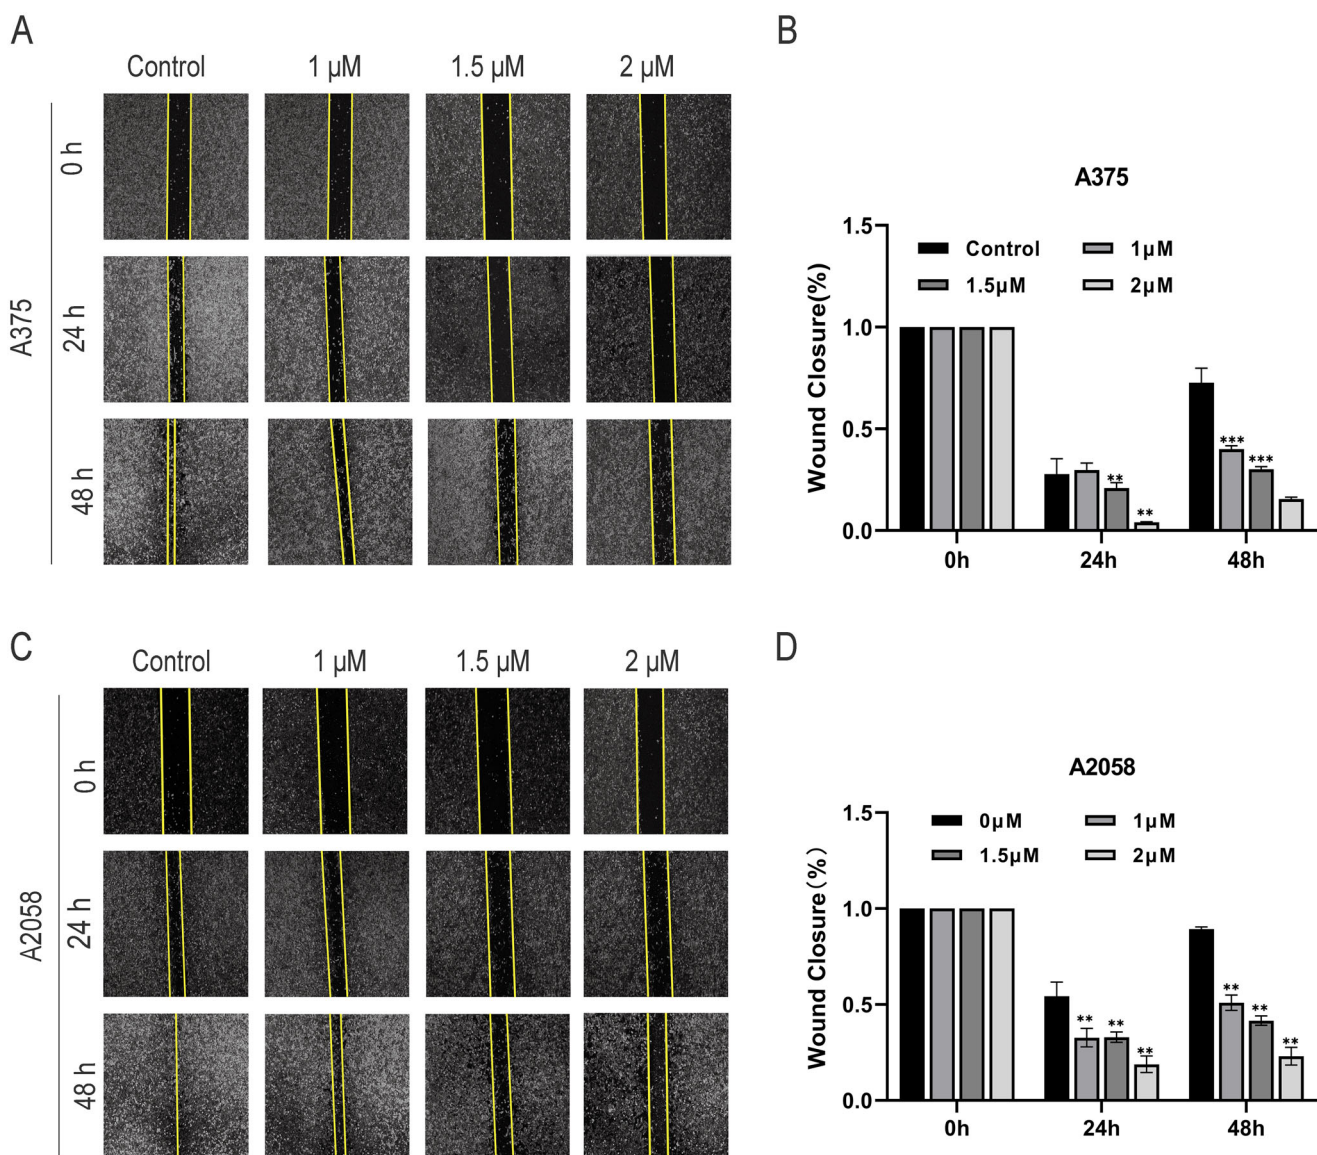 A
Control 1 µM 1.5 µM 2 µM
A375
0 h
24 h
48 h
B
A375
Wound Closure(%)
1.5
1.0
0.5
0.0
Control 1µM
1.5µM 2µM
** **
*** ***
0h 24h 48h
C
Control 1 µM 1.5 µM 2 µM
A2058
0 h
24 h
48 h
D
A2058
Wound Closure(%)
1.5
1.0
0.5
0.0
0µM 1µM
1.5µM 2µM
** ** **
** ** **
0h 24h 48h